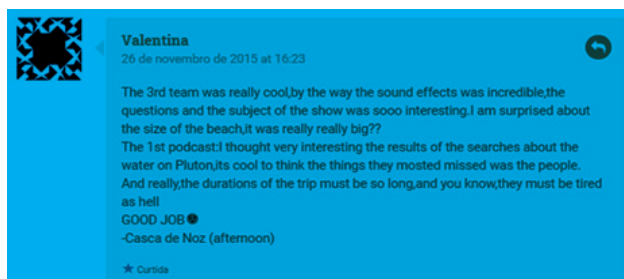 Valentina
26 de novembro de 2015 at 16:23
The 3rd team was really cool,by the way the sound effects was incredible,the
questions and the subject of the show was sooo interesting.I am surprised about
the size of the beach,it was really really big??
The 1st podcast:I thought very interesting the results of the searches about the
water on Pluton,its cool to think the things they mosted missed was the people.
And really,the durations of the trip must be so long,and you know,they must be tired
as hell
GOOD JOB
-Casca de Noz (afternoon)
Curtida